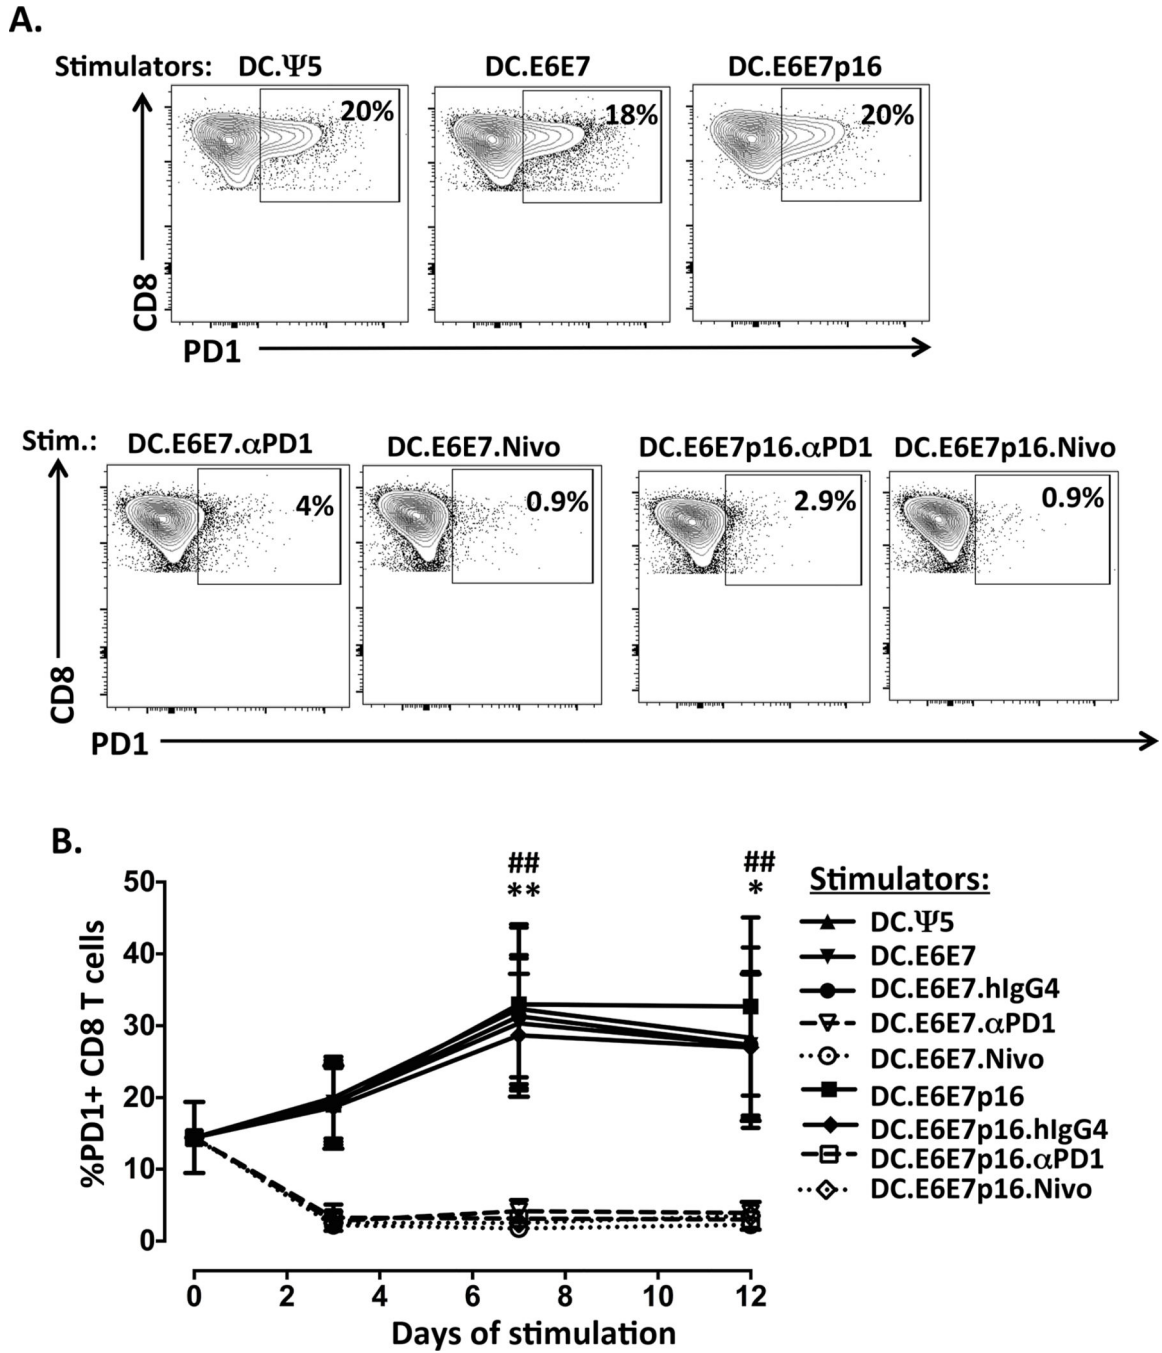 A.
Stimulators: DC.Ψ5 DC.E6E7 DC.E6E7p16
20% 18% 20%
CD8
PD1
Stim.: DC.E6E7.αPD1 DC.E6E7.Nivo DC.E6E7p16.αPD1 DC.E6E7p16.Nivo
4% 0.9% 2.9% 0.9%
CD8
PD1
B.
## ##
** *
50
40
30
20
10
0
%PD1+ CD8 T cells
0 2 4 6 8 10 12
Days of stimulation
Stimulators:
DC.Ψ5
DC.E6E7
DC.E6E7.hIgG4
DC.E6E7.αPD1
DC.E6E7.Nivo
DC.E6E7p16
DC.E6E7p16.hIgG4
DC.E6E7p16.αPD1
DC.E6E7p16.Nivo